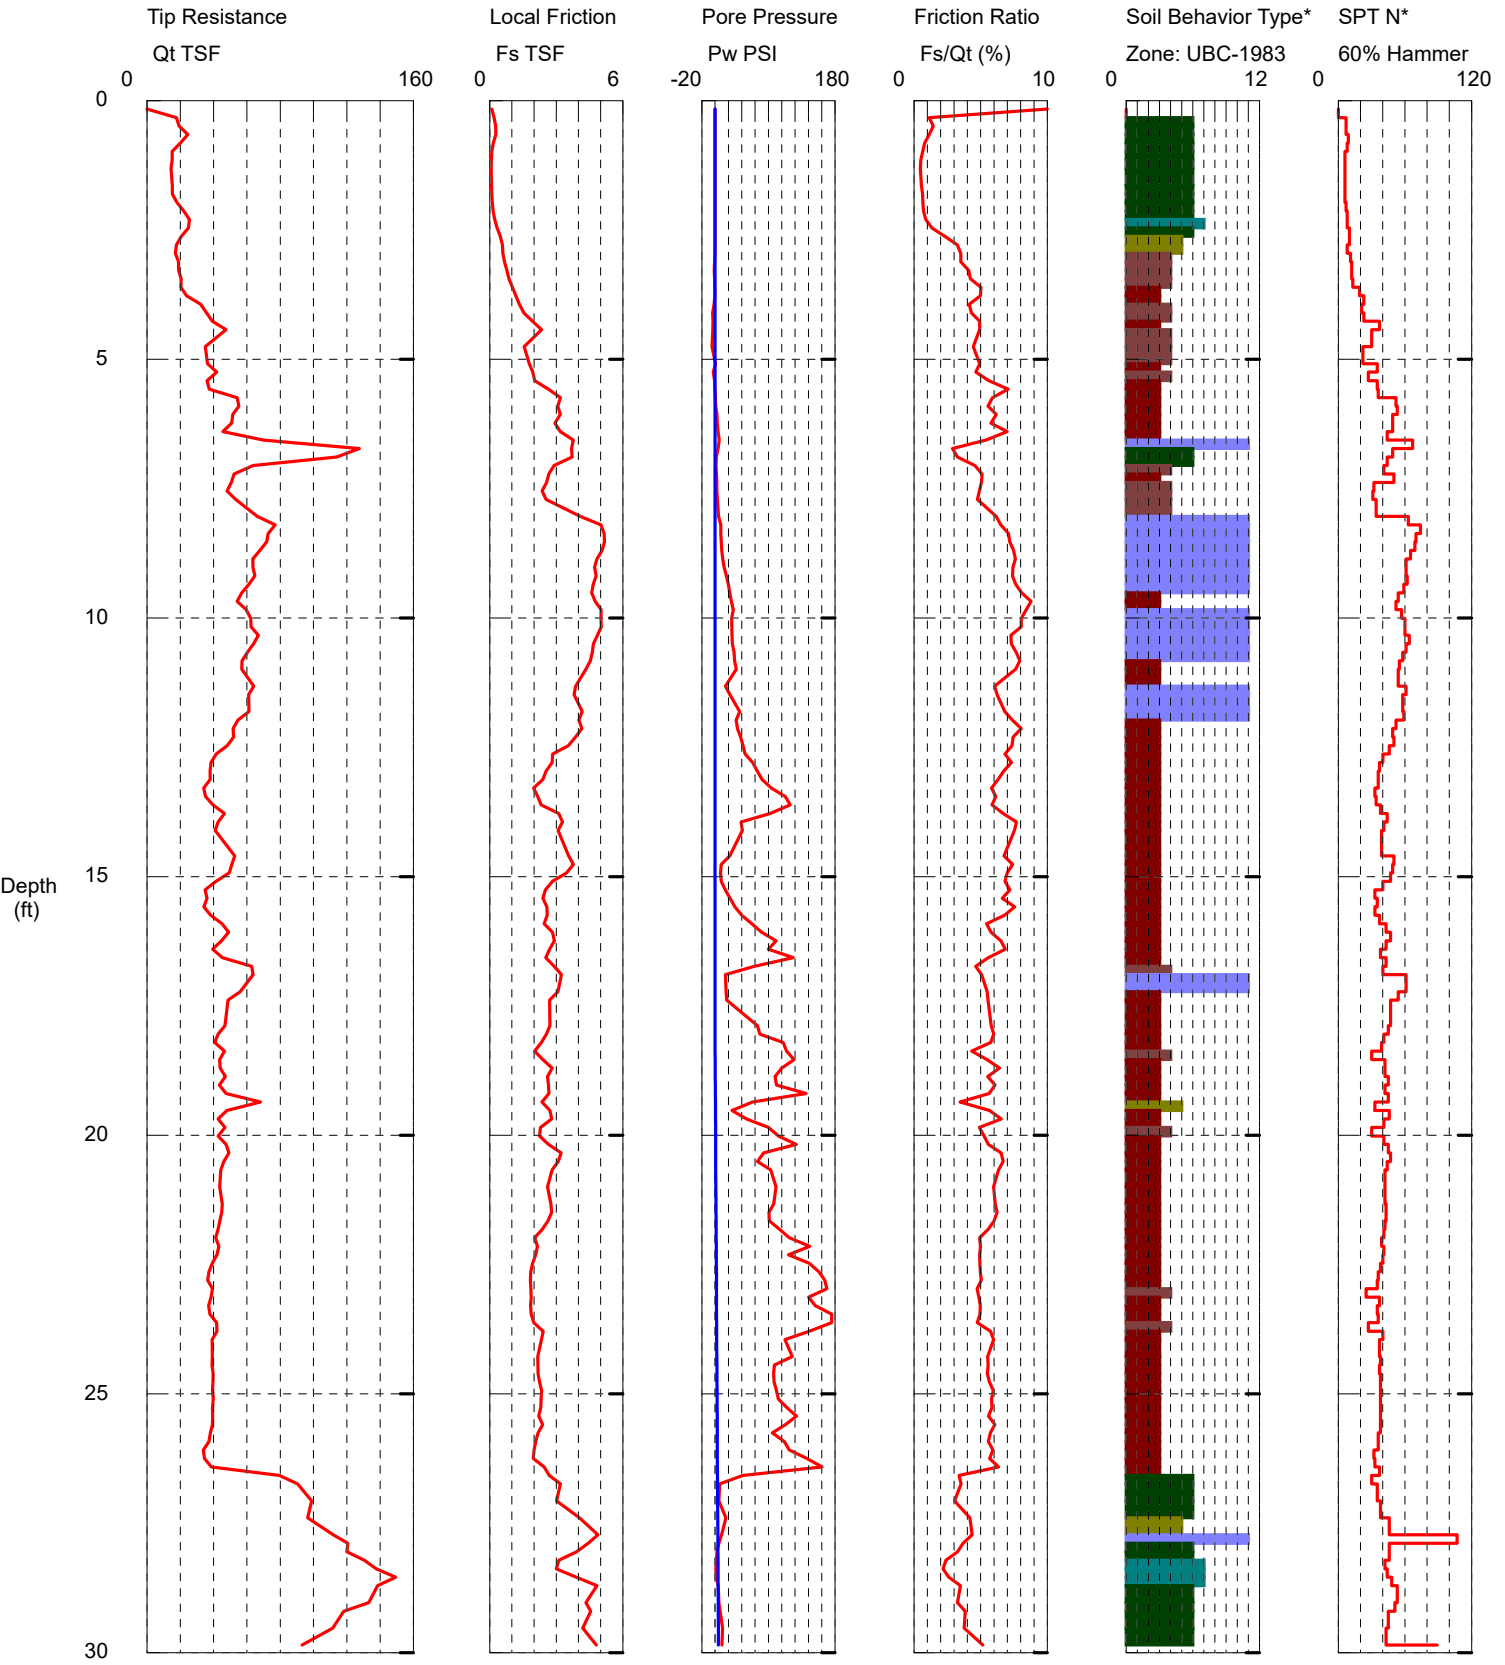 Tip Resistance Local Friction Pore Pressure Friction Ratio Soil Behavior Type* SPT N*
Qt TSF Fs TSF Pw PSI Fs/Qt (%) Zone: UBC-1983 60% Hammer
0 160 0 6 -20 180 0 10 0 12 0 120
0
5
10
15
Depth
(ft)
20
25
30